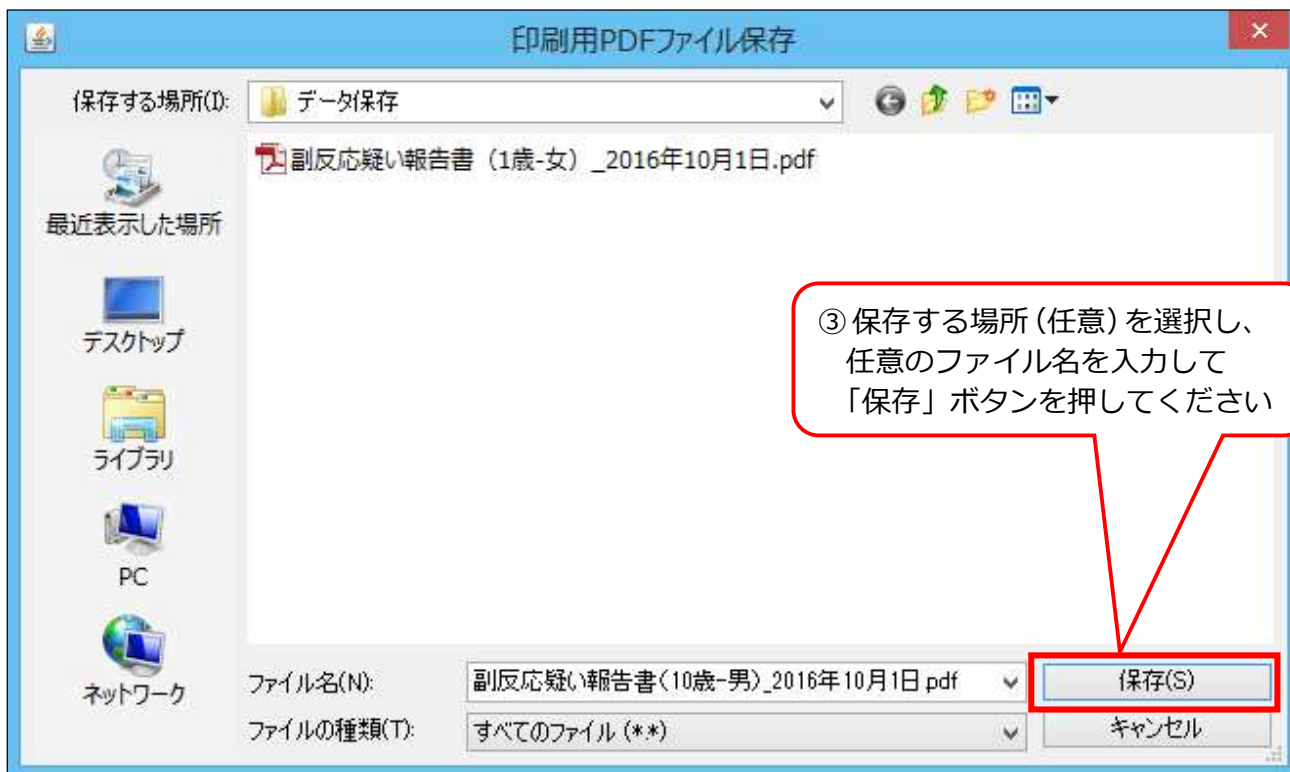 印刷用PDFファイル保存
保存する場所(I):
データ保存
副反応疑い報告書（1歳-女）_2016年10月1日.pdf
最近表示した場所
デスクトップ
ライブラリ
PC
ネットワーク
③保存する場所（任意）を選択し、
任意のファイル名を入力して
「保存」ボタンを押してください
ファイル名(N):
副反応疑い報告書(10歳-男)_2016年10月1日.pdf
保存(S)
ファイルの種類(T):
すべてのファイル (*.*)
キャンセル